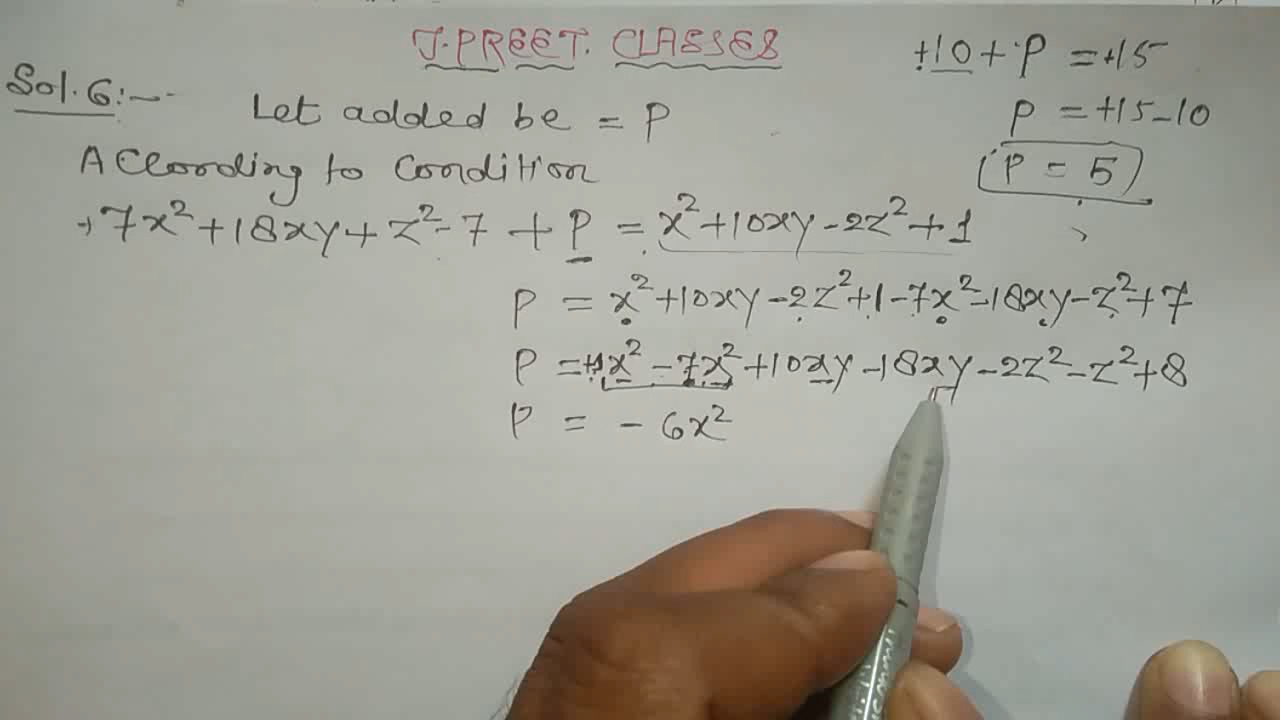 J.PREET. CLASSES
+10 + P = +15
Sol. 6:-
Let added be = P
P = +15-10
According to condition
P = 5
7x²+18xy+z²-7 + P = x²+10xy-2z²+1
P = x²+10xy-2z²+1-7x²-18xy-z²+7
P = +1x²-7x²+10xy-18xy-2z²-z²+8
P = -6x²